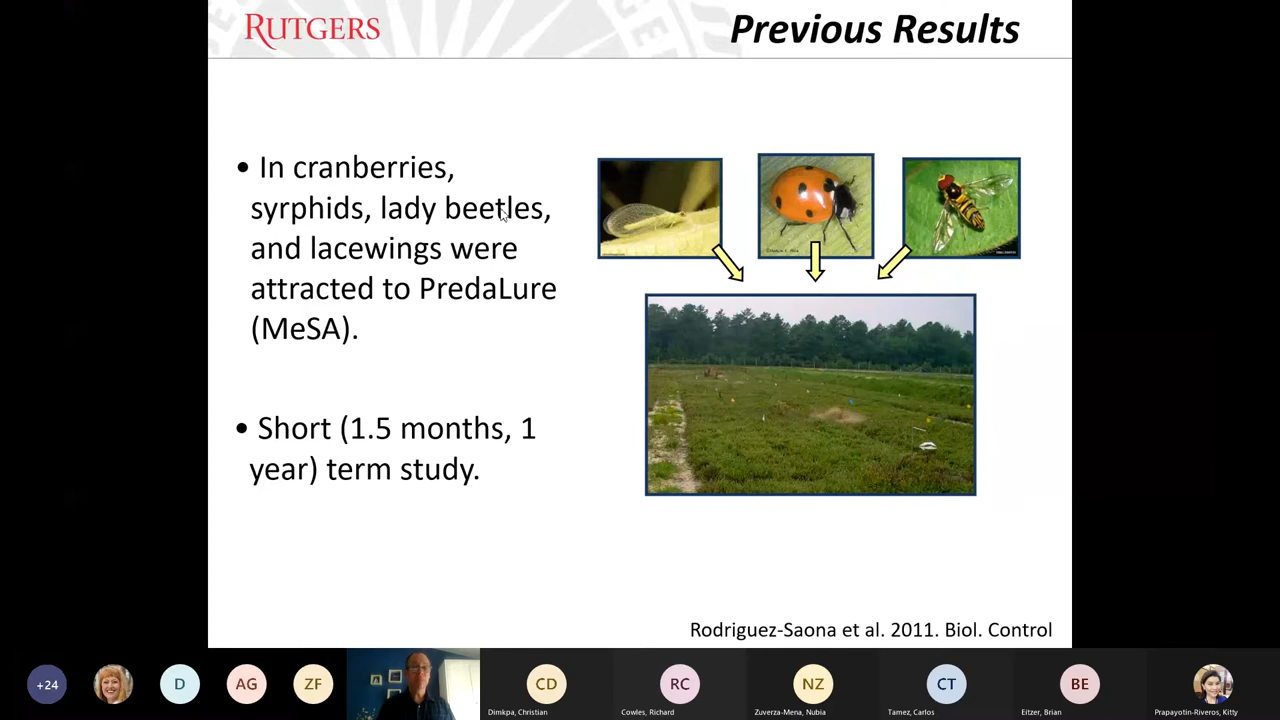 RUTGERS
Previous Results
• In cranberries,
syrphids, lady beetles,
and lacewings were
attracted to PredaLure
(MeSA).
• Short (1.5 months, 1
year) term study.
Rodriguez-Saona et al. 2011. Biol. Control
+24
D
AG
ZF
CD
RC
NZ
CT
BE
Dimkpa, Christian
Cowles, Richard
Zuverza-Mena, Nubia
Tamez, Carlos
Eitzer, Brian
Prapayotin-Riveros, Kitty